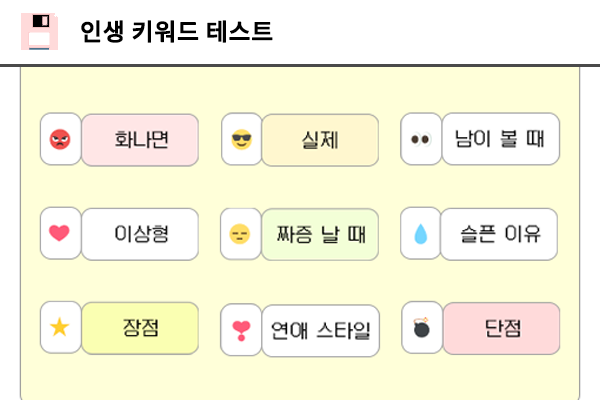 인생 키워드 테스트
화나면 실제 남이 볼 때
이상형 짜증 날 때 슬픈 이유
장점 연애 스타일 단점